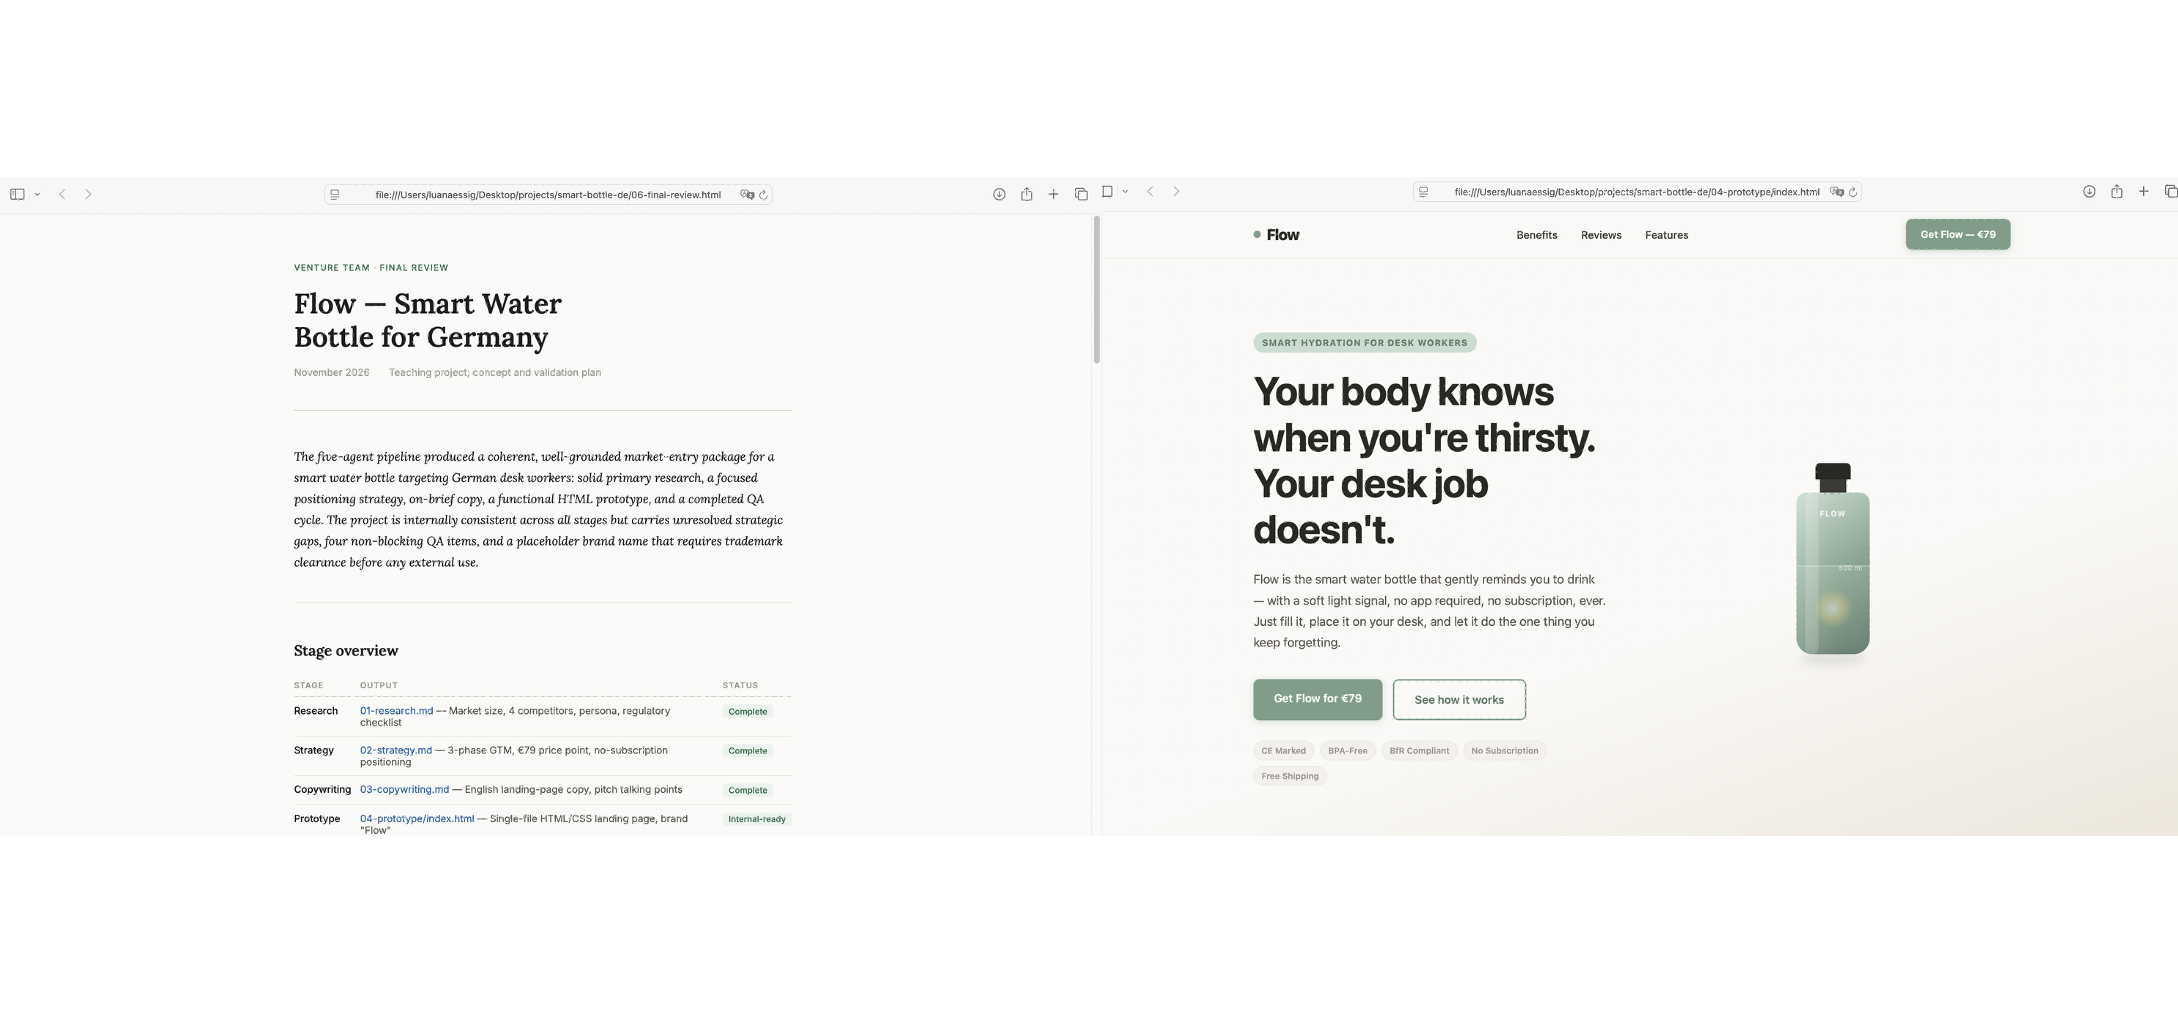 file:///Users/luanaessig/Desktop/projects/smart-bottle-de/06-final-review.html
VENTURE TEAM · FINAL REVIEW
Flow — Smart Water
Bottle for Germany
November 2026 Teaching project; concept and validation plan
The five-agent pipeline produced a coherent, well-grounded market-entry package for a
smart water bottle targeting German desk workers: solid primary research, a focused
positioning strategy, on-brief copy, a functional HTML prototype, and a completed QA
cycle. The project is internally consistent across all stages but carries unresolved strategic
gaps, four non-blocking QA items, and a placeholder brand name that requires trademark
clearance before any external use.
Stage overview
STAGE OUTPUT STATUS
Research 01-research.md — Market size, 4 competitors, persona, regulatory Complete
checklist
Strategy 02-strategy.md — 3-phase GTM, €79 price point, no-subscription Complete
positioning
Copywriting 03-copywriting.md — English landing-page copy, pitch talking points Complete
Prototype 04-prototype/index.html — Single-file HTML/CSS landing page, brand Internal-ready
"Flow"
file:///Users/luanaessig/Desktop/projects/smart-bottle-de/04-prototype/index.html
Flow Benefits Reviews Features Get Flow — €79
SMART HYDRATION FOR DESK WORKERS
Your body knows
when you're thirsty.
Your desk job
doesn't.
Flow is the smart water bottle that gently reminds you to drink
— with a soft light signal, no app required, no subscription, ever.
Just fill it, place it on your desk, and let it do the one thing you
keep forgetting.
Get Flow for €79 See how it works
CE Marked BPA-Free BfR Compliant No Subscription
Free Shipping
FLOW
600 ml